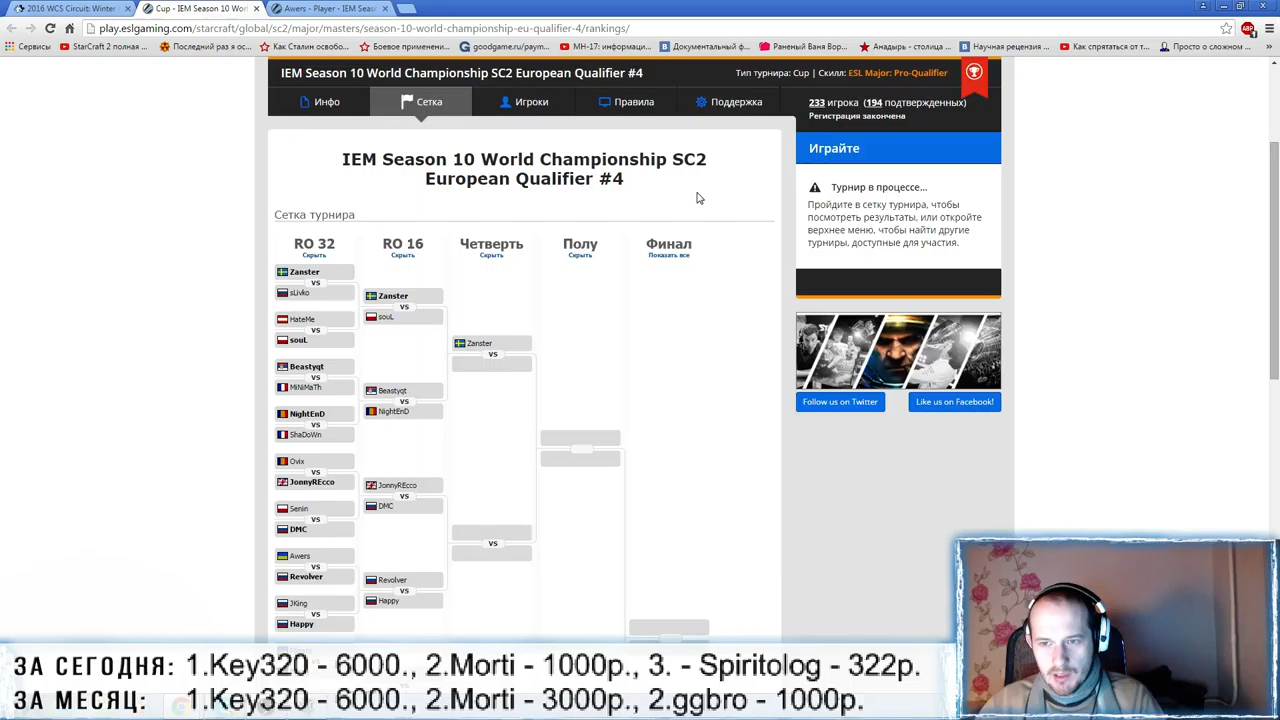 2016 WCS Circuit: Winter
Cup - IEM Season 10 Worl
Awers - Player - IEM Seas
play.eslgaming.com/starcraft/global/sc2/major/masters/season-10-world-championship-eu-qualifier-4/rankings/
Сервисы
StarCraft 2 полная
Последний раз я ос
Как Сталин освобо...
Боевое применени...
goodgame.ru/paym...
МН-17: информаци...
Документальный ф
Раненый Ваня Вор
Анадырь - столица
Научная рецензия
Как спрятаться от т
Просто о сложном
IEM Season 10 World Championship SC2 European Qualifier #4
Тип турнира: Cup | Скилл: ESL Major: Pro-Qualifier
Инфо
Сетка
Игроки
Правила
Поддержка
233 игрока (194 подтвержденных)
Регистрация закончена
Играйте
Турнир в процессе...
Пройдите в сетку турнира, чтобы
посмотреть результаты, или откройте
верхнее меню, чтобы найти другие
турниры, доступные для участия.
Follow us on Twitter
Like us on Facebook!
IEM Season 10 World Championship SC2
European Qualifier #4
Сетка турнира
RO 32
Скрыть
RO 16
Скрыть
Четверть
Скрыть
Полу
Скрыть
Финал
Показать все
Zanster
VS
sLivko
HateMe
VS
souL
Beastyqt
VS
MiNiMaTh
NightEnD
VS
ShaDoWn
Ovix
VS
JonnyREcco
Senin
VS
DMC
Awers
Revolver
JKing
VS
Happy
Zanster
VS
souL
Beastyqt
VS
NightEnD
JonnyREcco
VS
DMC
Revolver
VS
Happy
Zanster
VS
VS
ЗА СЕГОДНЯ: 1.Key320 - 6000., 2.Morti - 1000р., 3. - Spiritolog - 322р.
ЗА МЕСЯЦ: 1.Key320 - 6000., 2.Morti - 3000р., 2.ggbro - 1000р.